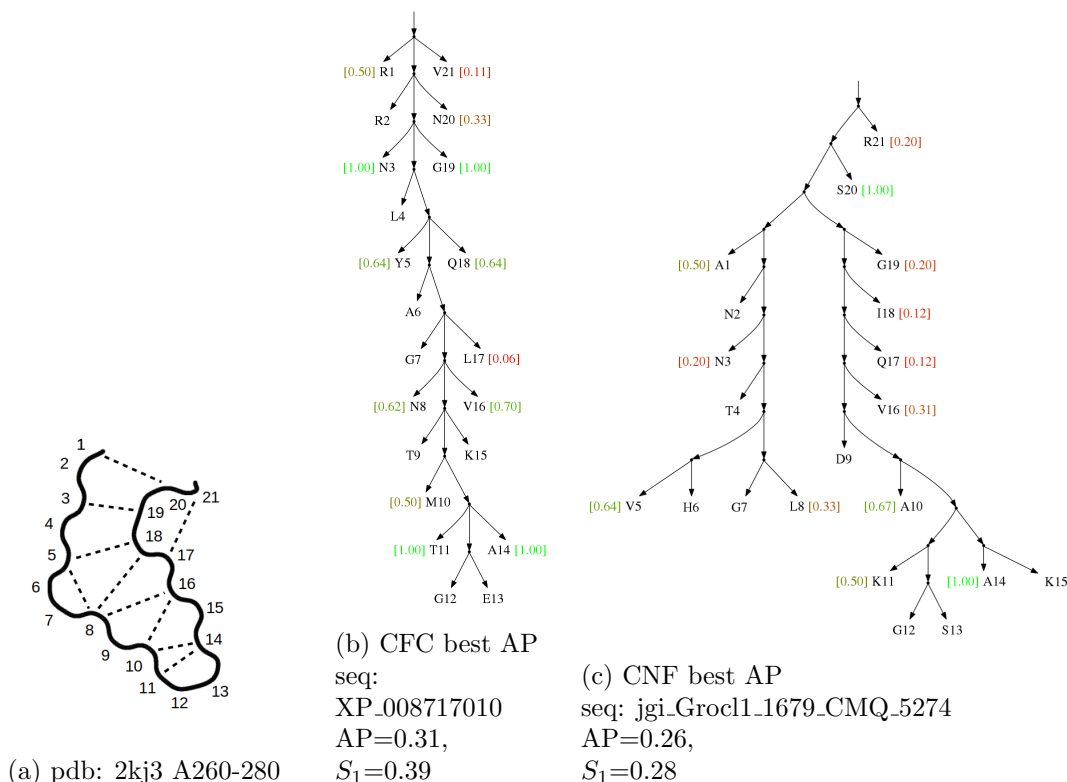 1
2
3
4
5
6
7
8
9
10
11
12
13
14
15
16
17
18
19
20
21
(a) pdb: 2kj3 A260-280
[0.50] R1 V21 [0.11]
R2 N20 [0.33]
[1.00] N3 G19 [1.00]
L4
[0.64] Y5 Q18 [0.64]
A6
G7 L17 [0.06]
[0.62] N8 V16 [0.70]
T9 K15
[0.50] M10
[1.00] T11 A14 [1.00]
G12 E13
(b) CFC best AP
seq:
XP_008717010
AP=0.31,
S1=0.39
R21 [0.20]
S20 [1.00]
[0.50] A1 G19 [0.20]
N2 I18 [0.12]
[0.20] N3 Q17 [0.12]
T4 V16 [0.31]
D9
[0.64] V5 H6 G7 L8 [0.33] [0.67] A10
[0.50] K11 [1.00] A14 K15
G12 S13
(c) CNF best AP
seq: jgi_Grocl1_1679_CMQ_5274
AP=0.26,
S1=0.28